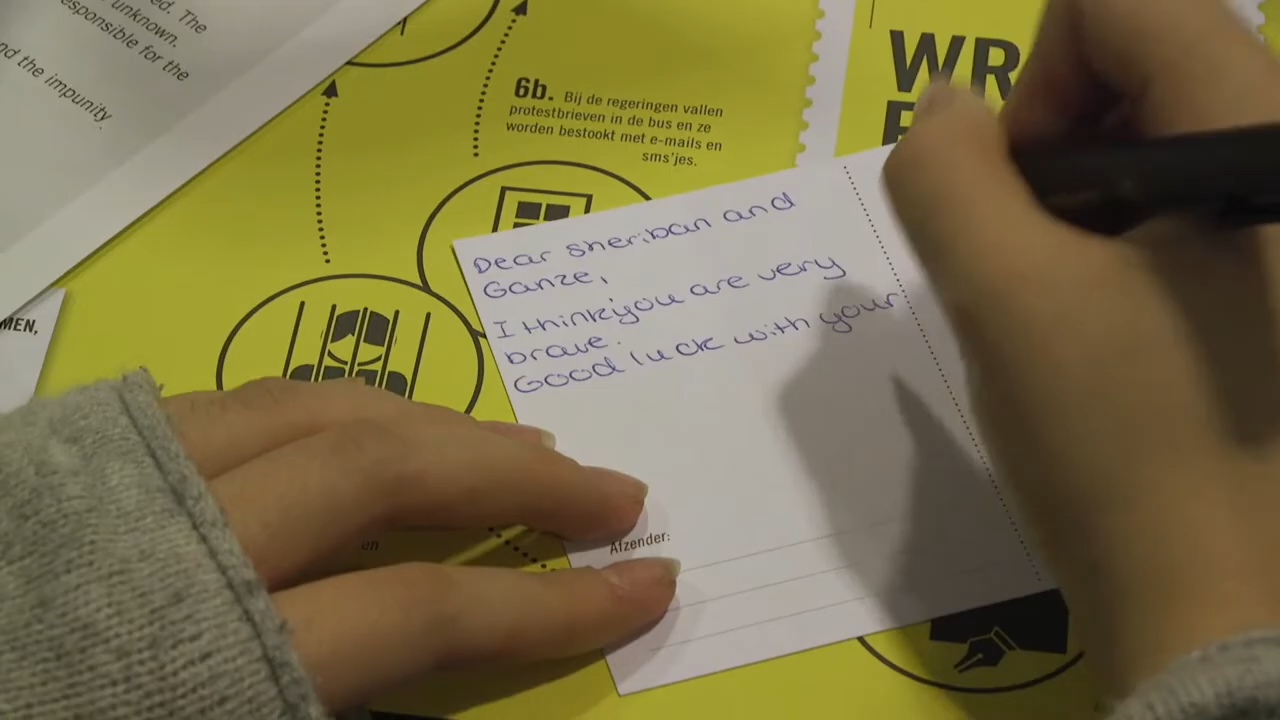 ed. The
unknown.
esponsible for the
nd the impunity
MEN,
6b. Bij de regeringen vallen
protestbrieven in de bus en ze
worden bestookt met e-mails en
sms'jes.
WR
Dear Sheriban and
Ganze,
I think you are very
brave.
Good luck with your
Afzender:
en